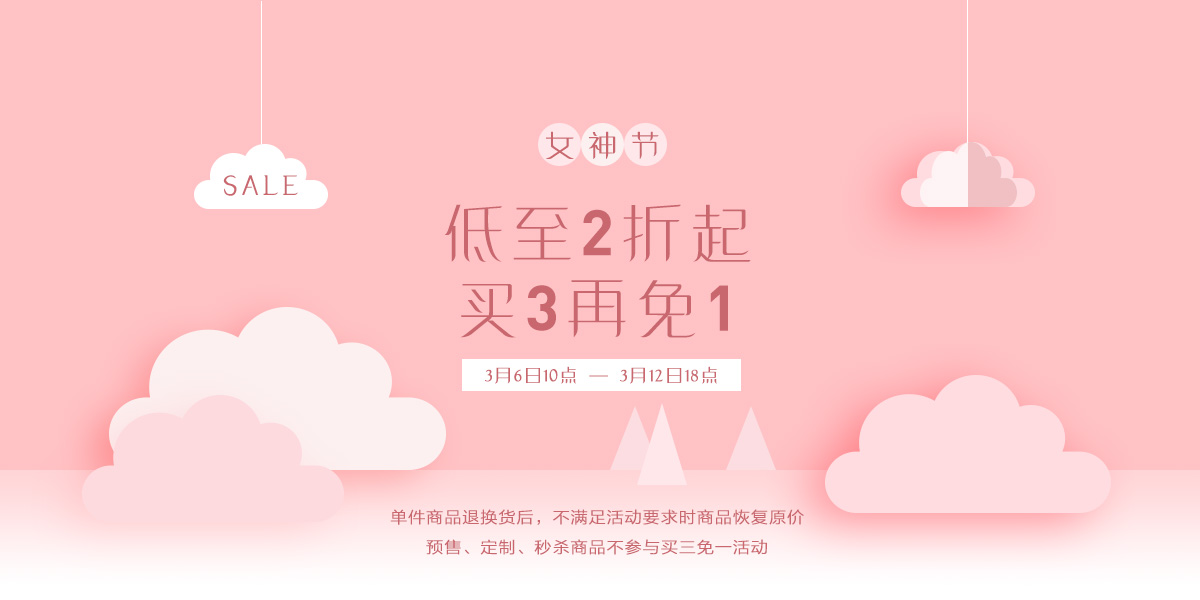 SALE
女神节
低至2折起
买3再免1
3月6日10点 — 3月12日18点
单件商品退换货后，不满足活动要求时商品恢复原价
预售、定制、秒杀商品不参与买三免一活动